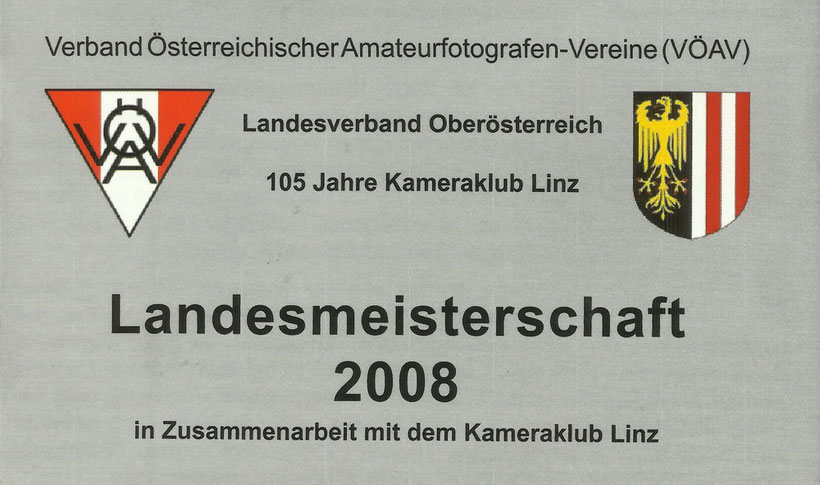 Verband Österreichischer Amateurfotografen-Vereine (VÖAV)
VÖAV
Landesverband Oberösterreich
105 Jahre Kameraklub Linz
Landesmeisterschaft
2008
in Zusammenarbeit mit dem Kameraklub Linz